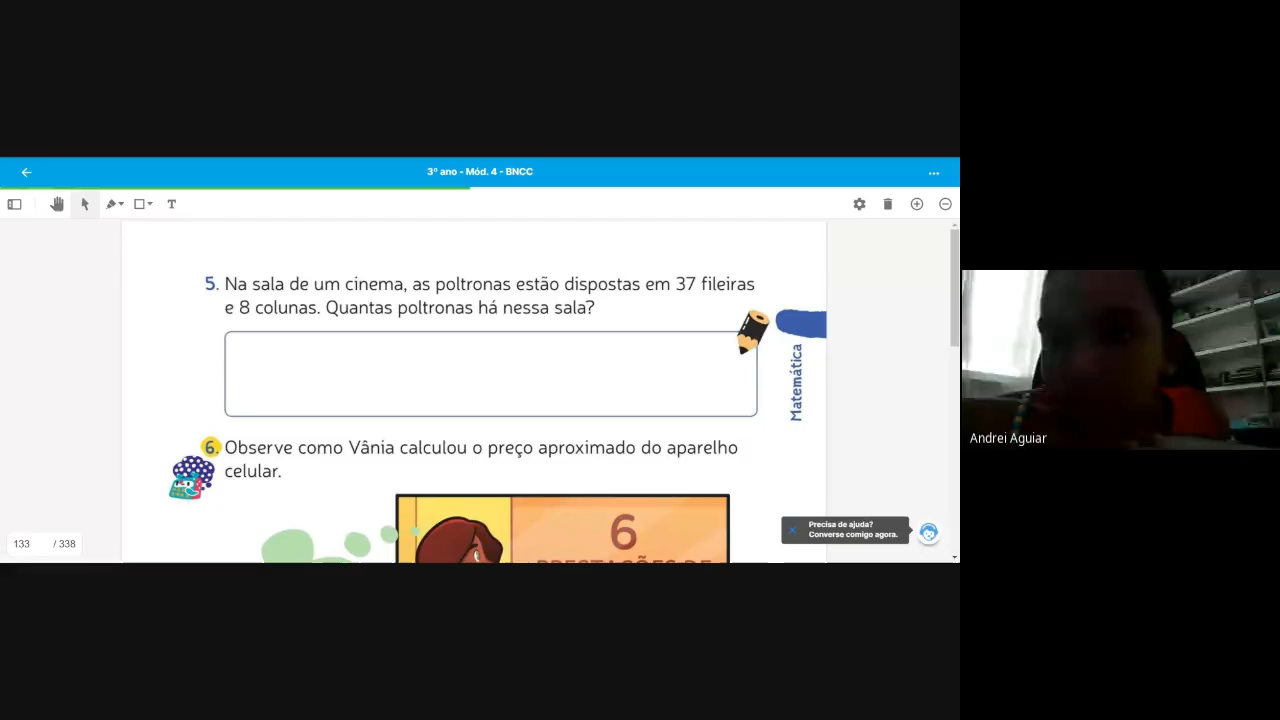 3º ano - Mód. 4 - BNCC
T
5. Na sala de um cinema, as poltronas estão dispostas em 37 fileiras
e 8 colunas. Quantas poltronas há nessa sala?
Matemática
6. Observe como Vânia calculou o preço aproximado do aparelho
celular.
6
PRESTAÇÕES DE
Precisa de ajuda?
Converse comigo agora.
133 / 338
Andrei Aguiar